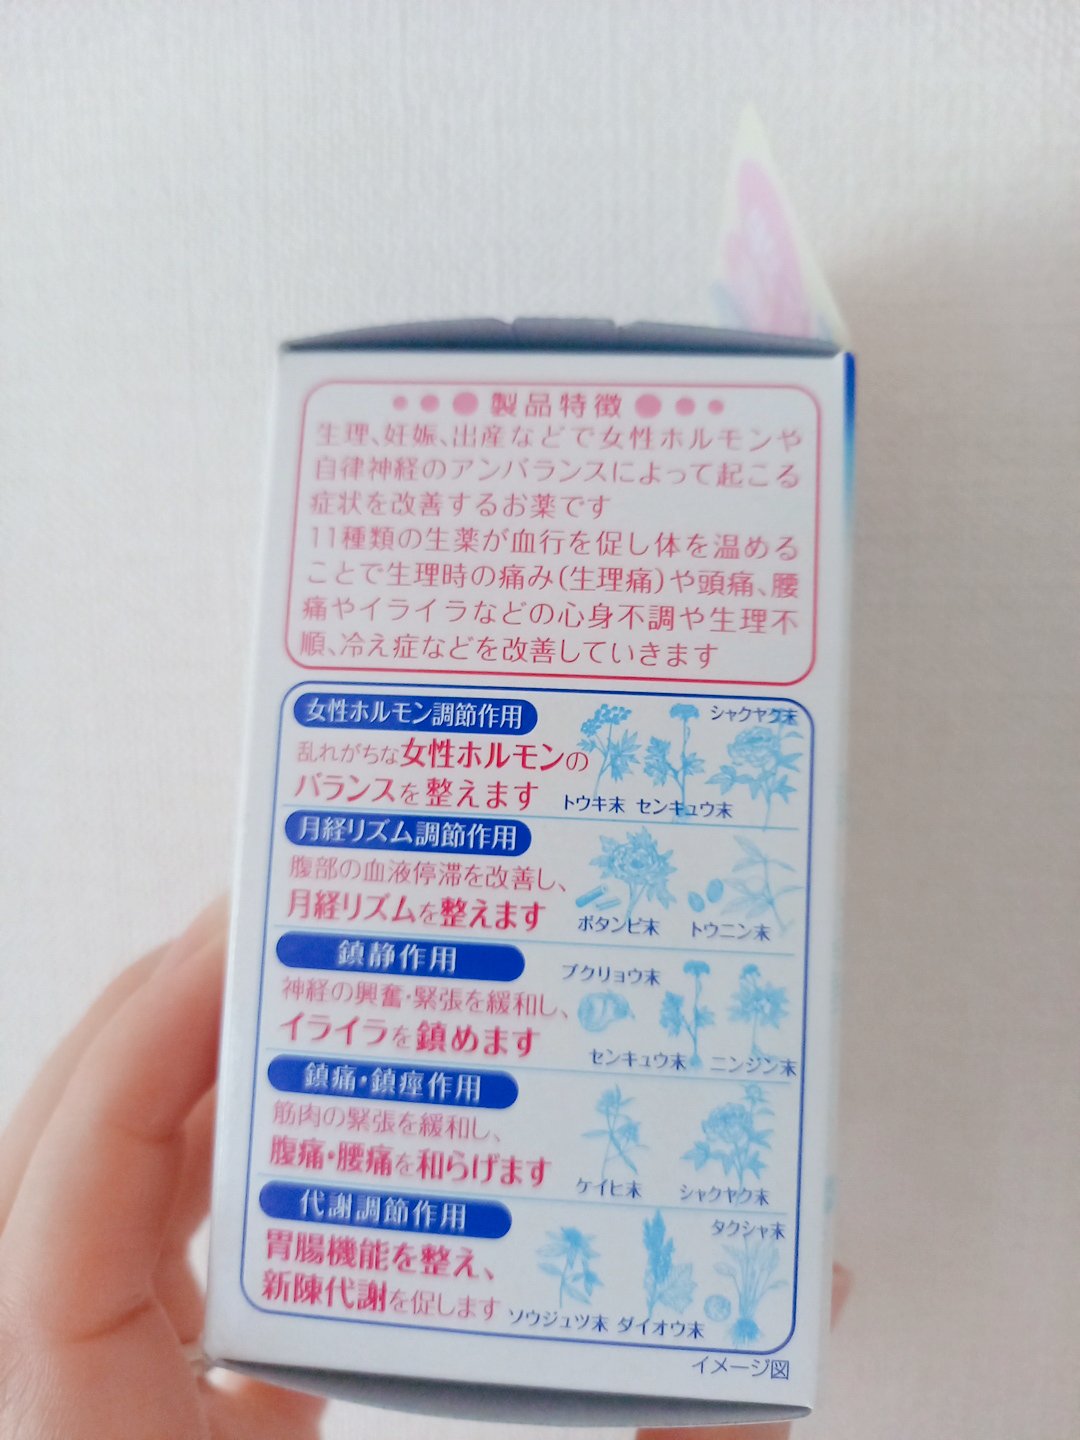 製品特徴
生理、妊娠、出産などで女性ホルモンや
自律神経のアンバランスによって起こる
症状を改善するお薬です
11種類の生薬が血行を促し体を温める
ことで生理時の痛み(生理痛)や頭痛、腰
痛やイライラなどの心身不調や生理不
順、冷え症などを改善していきます
女性ホルモン調節作用
乱れがちな女性ホルモンの
バランスを整えます
シャクヤク末
トウキ末 センキュウ末
月経リズム調節作用
腹部の血液停滞を改善し、
月経リズムを整えます
ボタンピ末 トウニン末
鎮静作用
神経の興奮・緊張を緩和し、
イライラを鎮めます
ブクリョウ末
センキュウ末 ニンジン末
鎮痛・鎮痙作用
筋肉の緊張を緩和し、
腹痛・腰痛を和らげます
ケイヒ末 シャクヤク末
代謝調節作用
胃腸機能を整え、
新陳代謝を促します
タクシャ末
ソウジュツ末 ダイオウ末
イメージ図